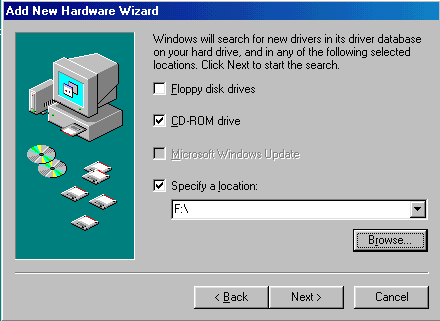 Add New Hardware Wizard
Windows will search for new drivers in its driver database
on your hard drive, and in any of the following selected
locations. Click Next to start the search.
Floppy disk drives
CD-ROM drive
Microsoft Windows Update
Specify a location:
F:\
Browse...
< Back
Next >
Cancel